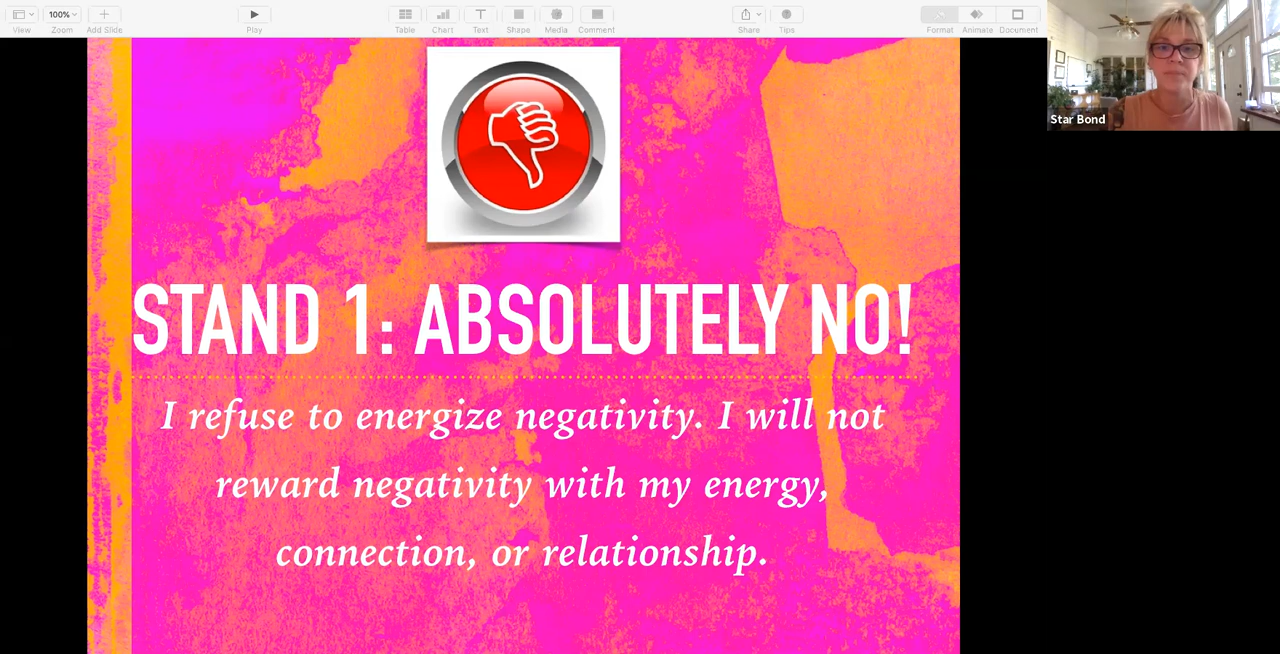 100%
View
Zoom
Add Slide
Play
Table
Chart
Text
Shape
Media
Comment
Share
Tips
Format
Animate
Document
Star Bond
STAND 1: ABSOLUTELY NO!
I refuse to energize negativity. I will not
reward negativity with my energy,
connection, or relationship.